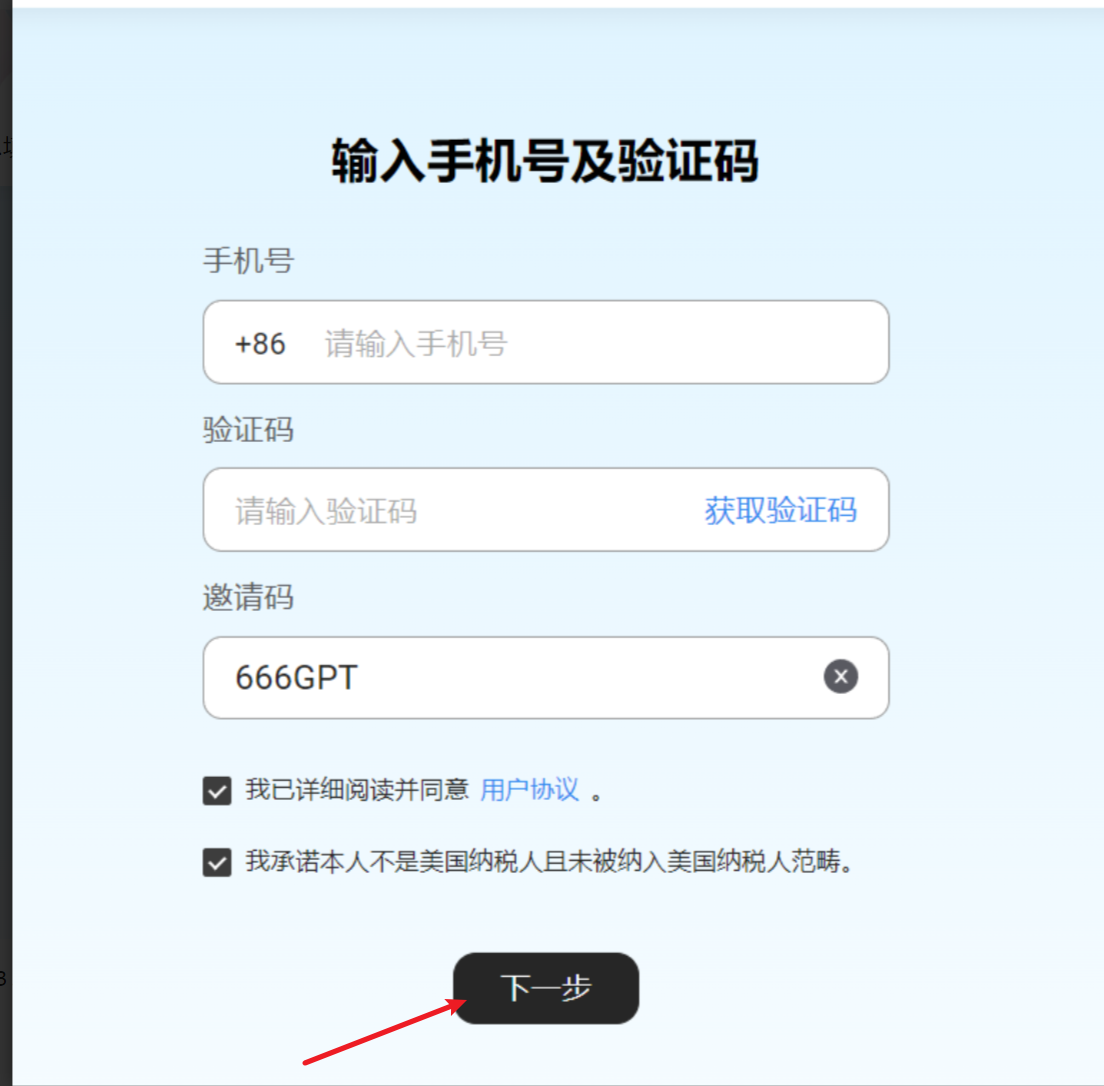 输入手机号及验证码
手机号
+86 请输入手机号
验证码
请输入验证码 获取验证码
邀请码
666GPT
我已详细阅读并同意 用户协议 。
我承诺本人不是美国纳税人且未被纳入美国纳税人范畴。
下一步